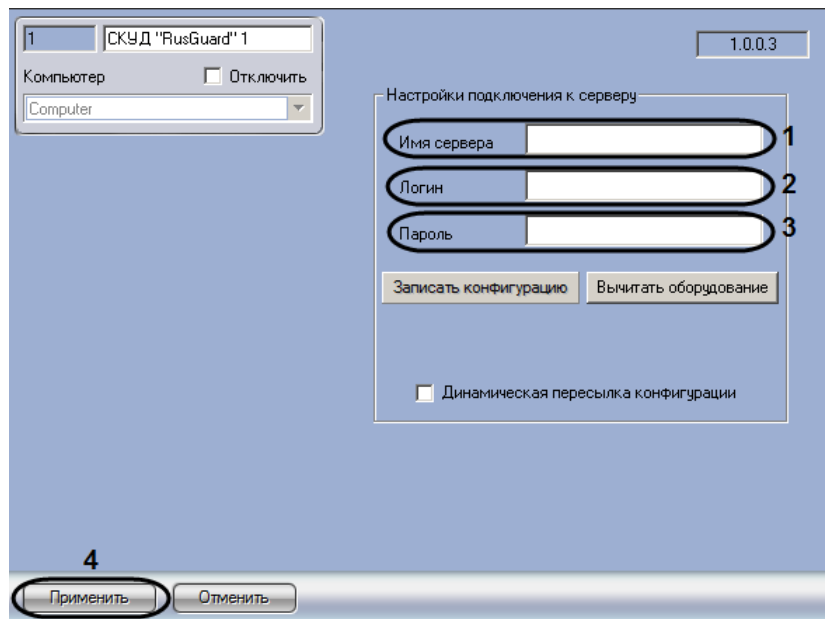 1 СКУД "RusGuard" 1
1.0.0.3
Компьютер Отключить
Computer
Настройки подключения к серверу
Имя сервера 1
Логин 2
Пароль 3
Записать конфигурацию Вычитать оборудование
Динамическая пересылка конфигурации
4
Применить Отменить